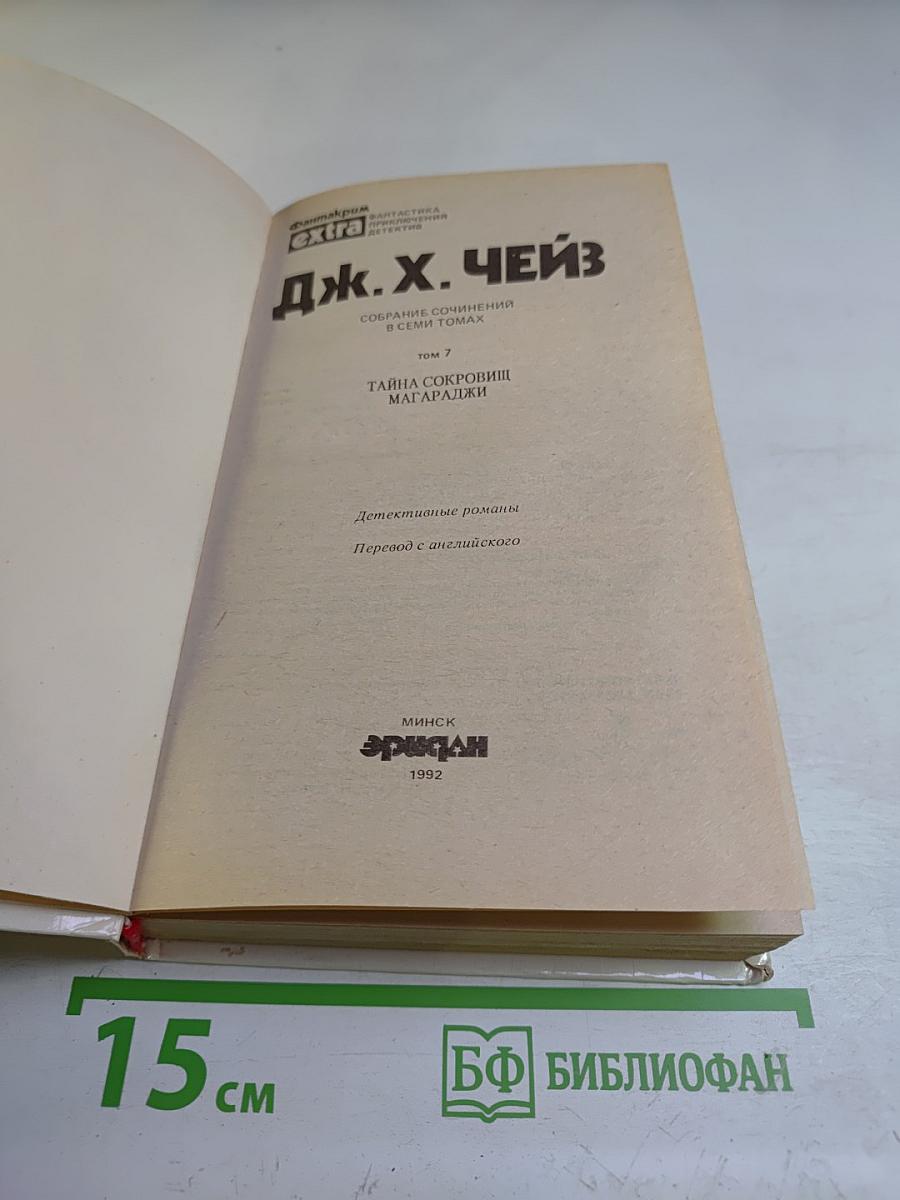 Фантакрим
extra
ФАНТАСТИКА
ПРИКЛЮЧЕНИЯ
ДЕТЕКТИВ
ДЖ. Х. ЧЕЙЗ
СОБРАНИЕ СОЧИНЕНИЙ
В СЕМИ ТОМАХ
ТОМ 7
ТАЙНА СОКРОВИЩ
МАГАРАДЖИ
Детективные романы
Перевод с английского
МИНСК
эридан
1992
15 см
БФ БИБЛИОФАН